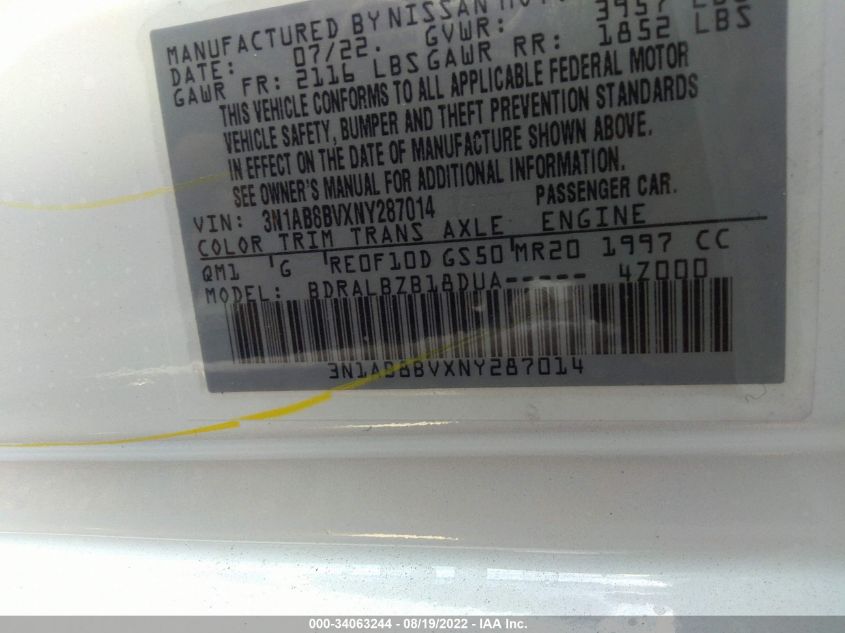 MANUFACTURED BY NISSAN
DATE: 07/22. GVWR: 3957 LBS
GAWR FR: 2116 LBS GAWR RR: 1852 LBS
THIS VEHICLE CONFORMS TO ALL APPLICABLE FEDERAL MOTOR
VEHICLE SAFETY, BUMPER AND THEFT PREVENTION STANDARDS
IN EFFECT ON THE DATE OF MANUFACTURE SHOWN ABOVE.
SEE OWNER'S MANUAL FOR ADDITIONAL INFORMATION.
VIN: 3N1AB8BVXNY287014 PASSENGER CAR.
COLOR TRIM TRANS AXLE ENGINE
QM1 G RE0F10D GS50 MR20 1997 CC
MODEL: BDRALBZB18DUA----- 4Z000
3N1AB8BVXNY287014
000-34063244 - 08/19/2022 - IAA Inc.